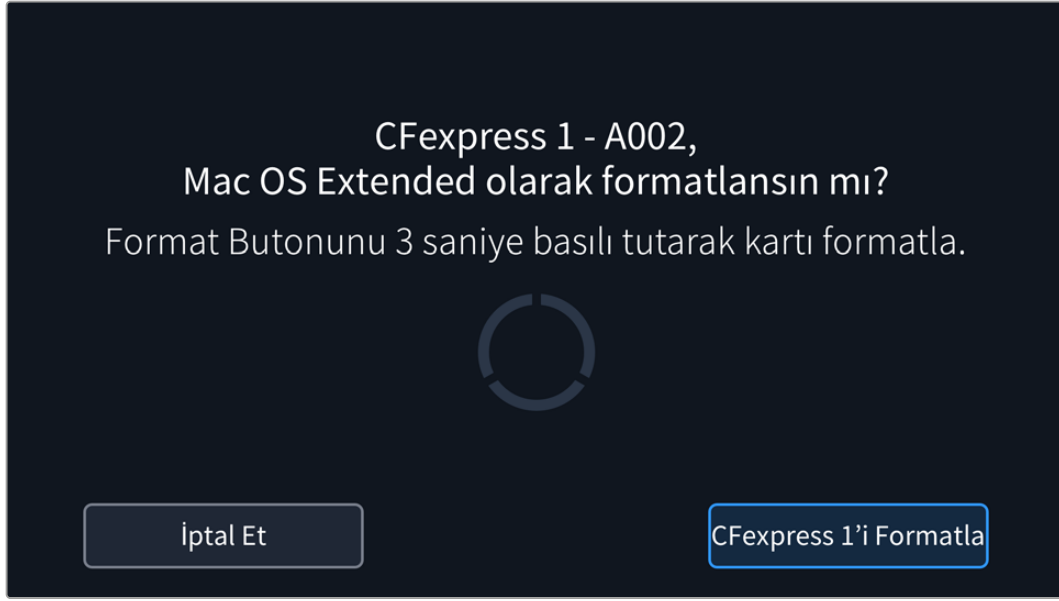 CFexpress 1 - A002,
Mac OS Extended olarak formatlansın mı?
Format Butonunu 3 saniye basılı tutarak kartı formatla.
İptal Et
CFexpress 1’i Formatla